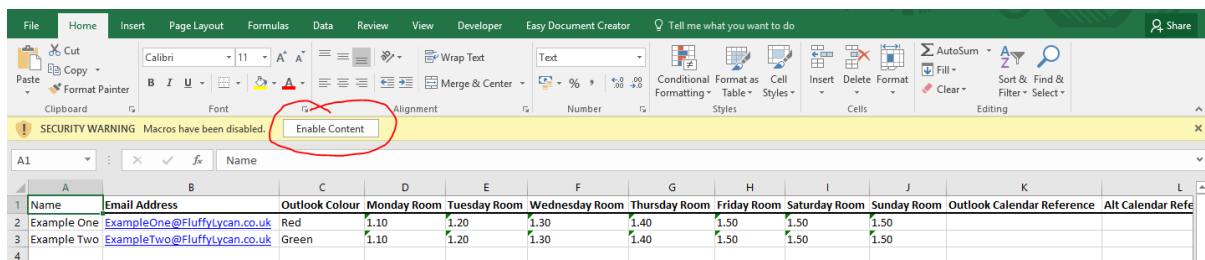 File Home Insert Page Layout Formulas Data Review View Developer Easy Document Creator Tell me what you want to do Share
Cut
Copy
Format Painter
Paste
Calibri 11 A A
B I U A
Wrap Text
Merge & Center
Text
% , .0 .00 .00 .0
Conditional Formatting Format as Table Cell Styles
Insert Delete Format
AutoSum
Fill
Clear
Sort & Filter Find & Select
Clipboard Font Alignment Number Styles Cells Editing
SECURITY WARNING Macros have been disabled. Enable Content
A1 fx Name
A B C D E F G H I J K L
1 Name Email Address Outlook Colour Monday Room Tuesday Room Wednesday Room Thursday Room Friday Room Saturday Room Sunday Room Outlook Calendar Reference Alt Calendar Refe
2 Example One ExampleOne@FluffyLycan.co.uk Red 1.10 1.20 1.30 1.40 1.50 1.50 1.50
3 Example Two ExampleTwo@FluffyLycan.co.uk Green 1.10 1.20 1.30 1.40 1.50 1.50 1.50
4